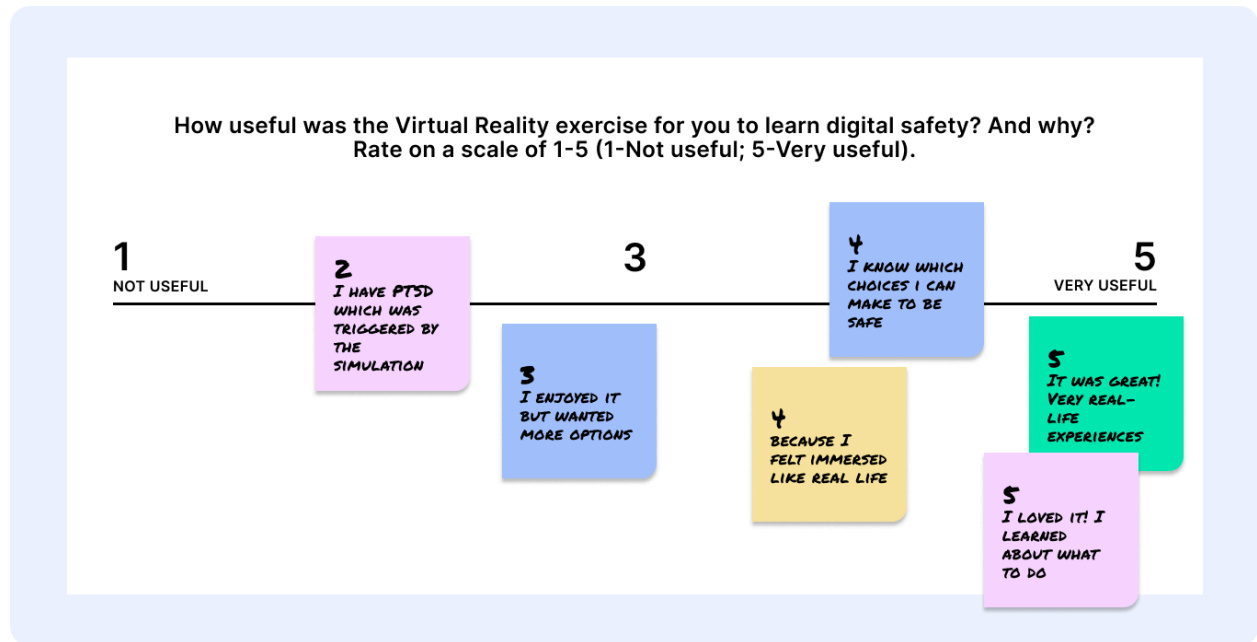 How useful was the Virtual Reality exercise for you to learn digital safety? And why?
Rate on a scale of 1-5 (1-Not useful; 5-Very useful).
1
NOT USEFUL
2
I HAVE PTSD
WHICH WAS
TRIGGERED BY
THE
SIMULATION
3
3
I ENJOYED IT
BUT WANTED
MORE OPTIONS
4
I KNOW WHICH
CHOICES I CAN
MAKE TO BE
SAFE
4
BECAUSE I
FELT IMMERSED
LIKE REAL LIFE
5
VERY USEFUL
5
IT WAS GREAT!
VERY REAL-
LIFE
EXPERIENCES
5
I LOVED IT! I
LEARNED
ABOUT WHAT
TO DO